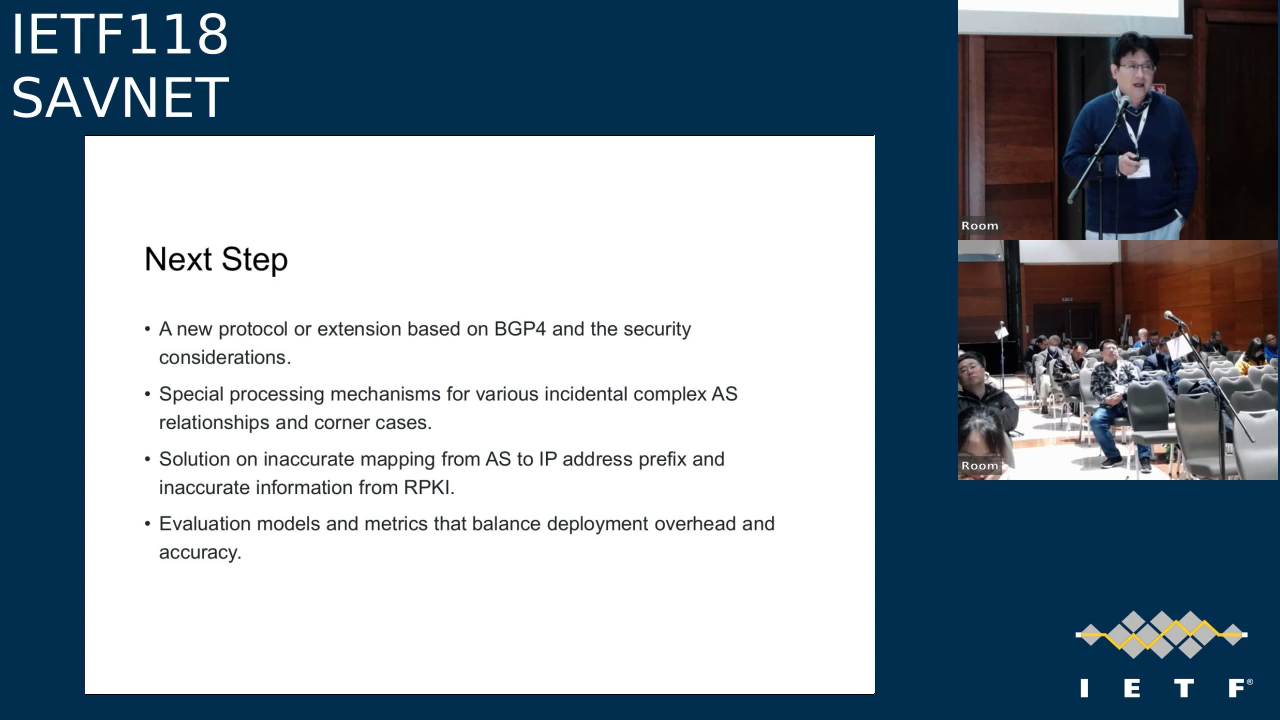 IETF118
SAVNET
Next Step
• A new protocol or extension based on BGP4 and the security
considerations.
• Special processing mechanisms for various incidental complex AS
relationships and corner cases.
• Solution on inaccurate mapping from AS to IP address prefix and
inaccurate information from RPKI.
• Evaluation models and metrics that balance deployment overhead and
accuracy.
Room
Room
I E T F®